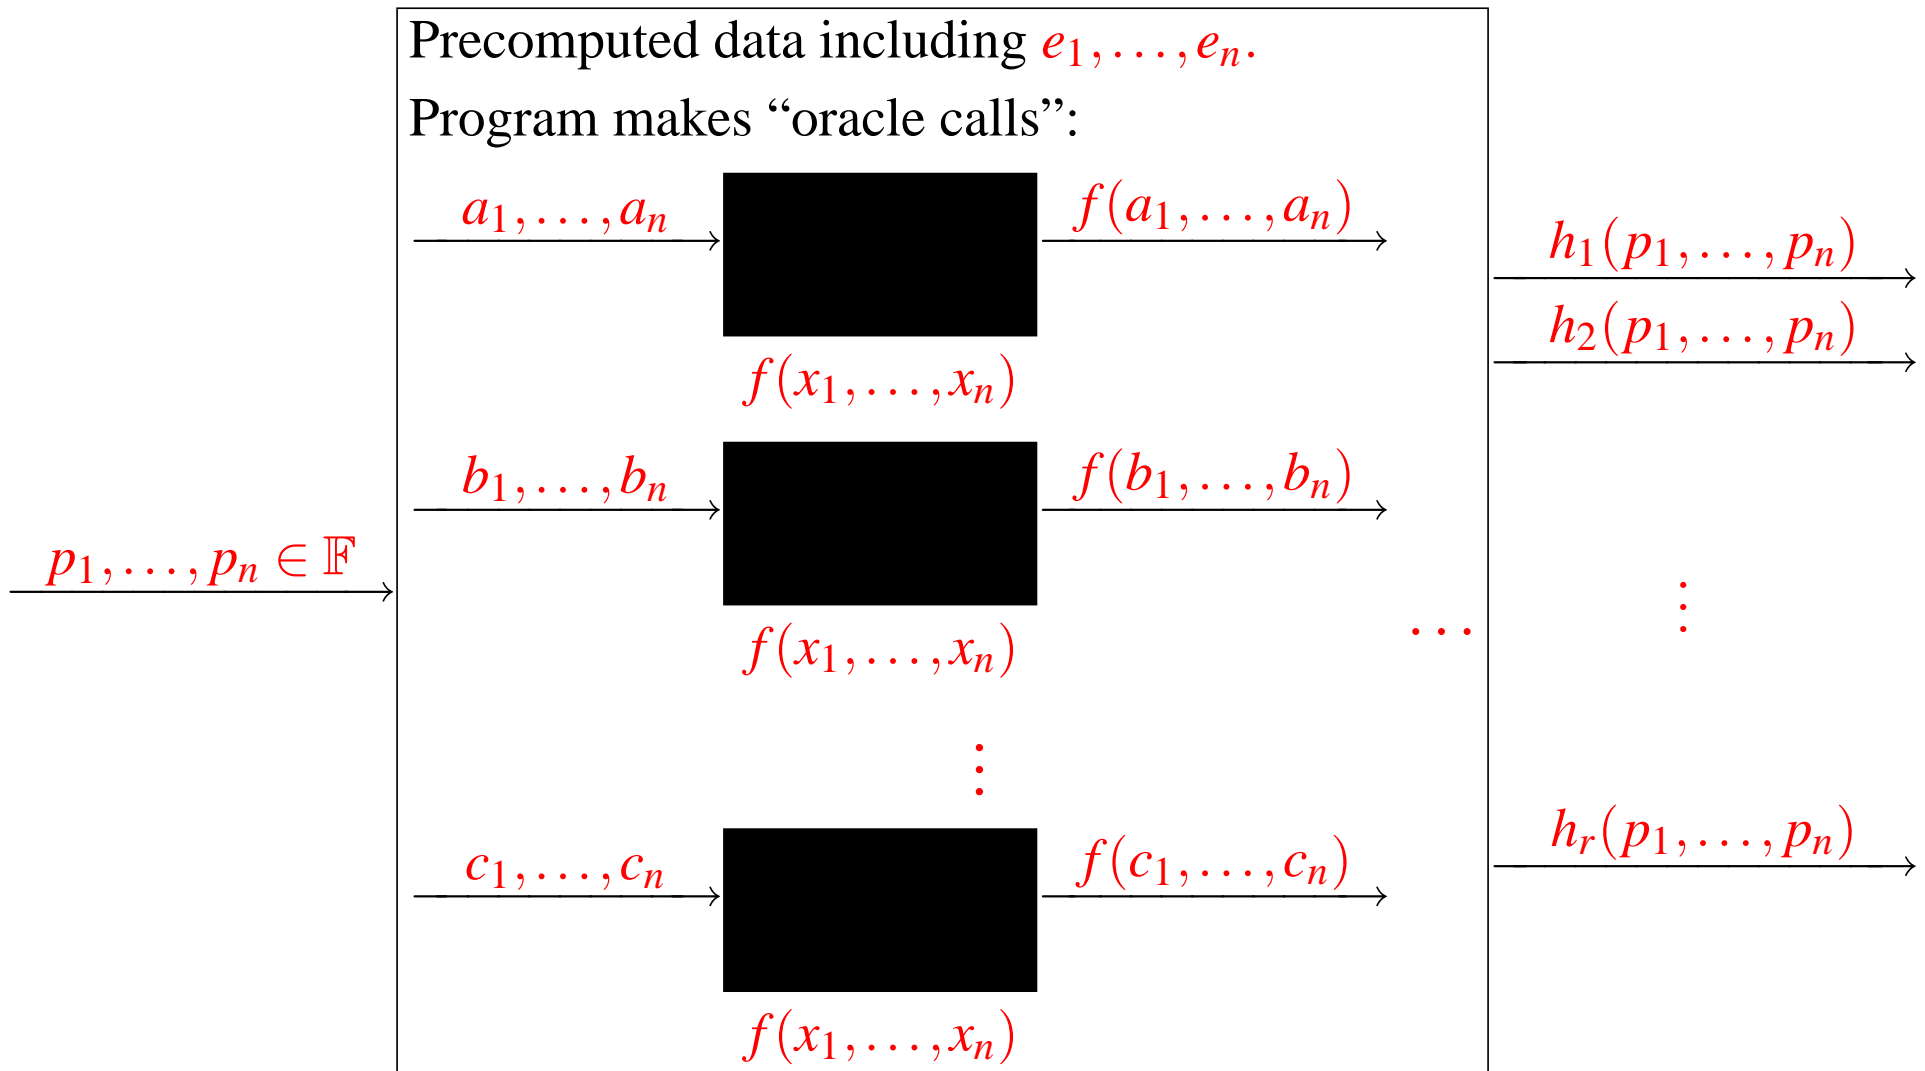 Precomputed data including e₁,…,eₙ.
Program makes “oracle calls”:
a₁,…,aₙ
f(a₁,…,aₙ)
f(x₁,…,xₙ)
b₁,…,bₙ
f(b₁,…,bₙ)
f(x₁,…,xₙ)
⋮
c₁,…,cₙ
f(c₁,…,cₙ)
f(x₁,…,xₙ)
p₁,…,pₙ ∈ 𝔽
⋯
h₁(p₁,…,pₙ)
h₂(p₁,…,pₙ)
⋮
hᵣ(p₁,…,pₙ)